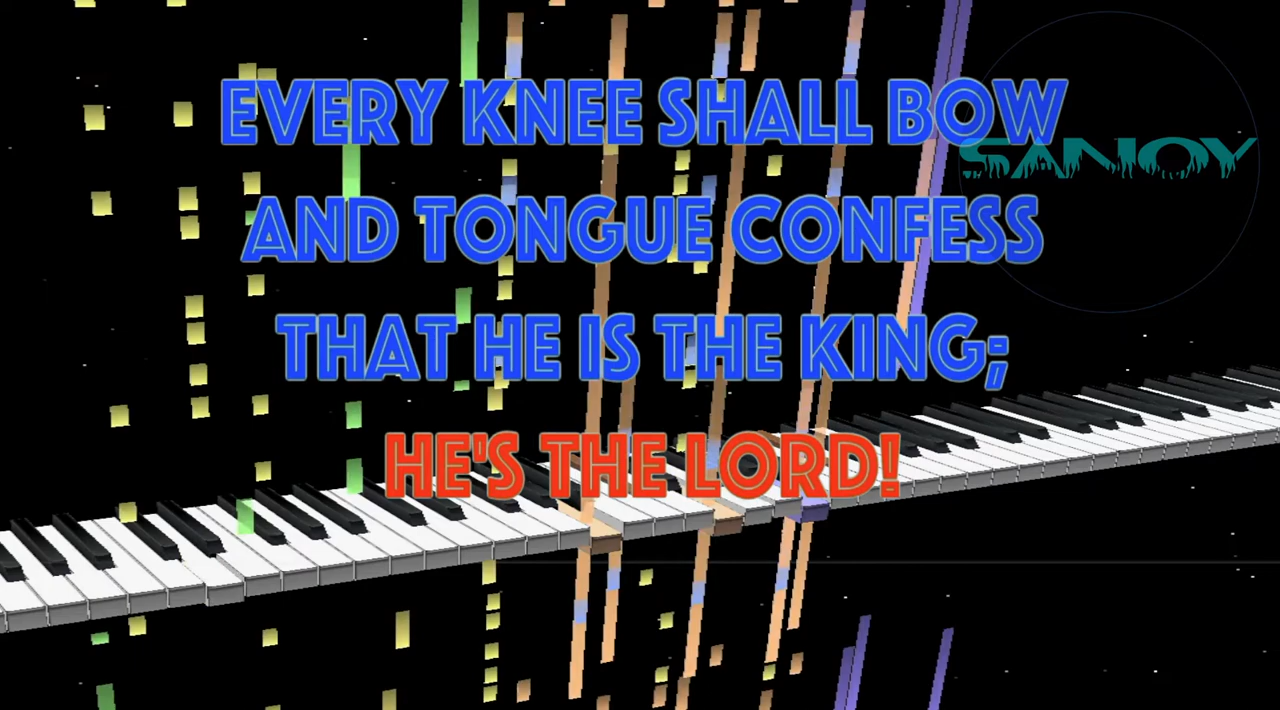 EVERY KNEE SHALL BOW
AND TONGUE CONFESS
THAT HE IS THE KING;
HE'S THE LORD!
SANOY